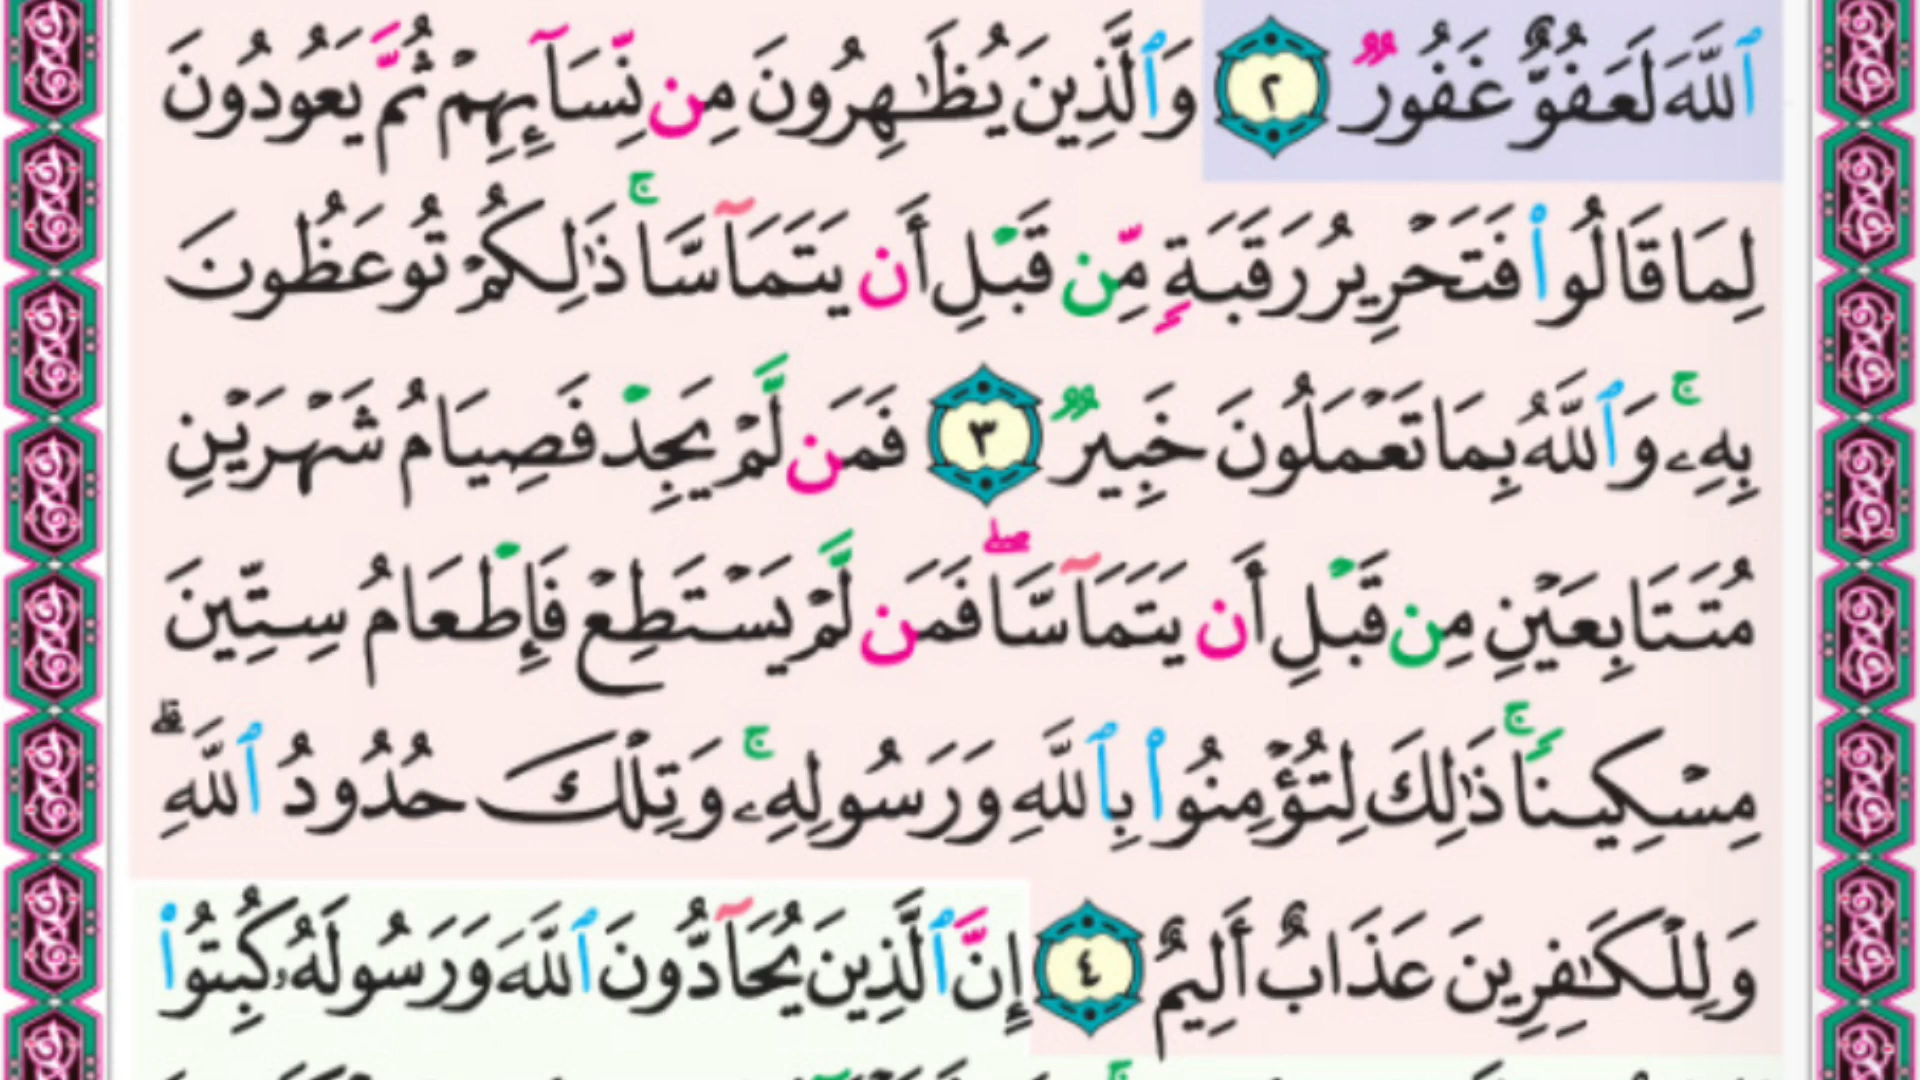 ٱللَّهَ لَعَفُوٌّ غَفُورٌ ٢ وَٱلَّذِينَ يُظَٰهِرُونَ مِن نِّسَآئِهِمْ ثُمَّ يَعُودُونَ
لِمَا قَالُوا۟ فَتَحْرِيرُ رَقَبَةٍ مِّن قَبْلِ أَن يَتَمَآسَّا ۚ ذَٰلِكُمْ تُوعَظُونَ
بِهِۦ ۚ وَٱللَّهُ بِمَا تَعْمَلُونَ خَبِيرٌ ٣ فَمَن لَّمْ يَجِدْ فَصِيَامُ شَهْرَيْنِ
مُتَتَابِعَيْنِ مِن قَبْلِ أَن يَتَمَآسَّا ۖ فَمَن لَّمْ يَسْتَطِعْ فَإِطْعَامُ سِتِّينَ
مِسْكِينًا ۚ ذَٰلِكَ لِتُؤْمِنُوا۟ بِٱللَّهِ وَرَسُولِهِۦ ۚ وَتِلْكَ حُدُودُ ٱللَّهِ ۗ
وَلِلْكَٰفِرِينَ عَذَابٌ أَلِيمٌ ٤ إِنَّ ٱلَّذِينَ يُحَآدُّونَ ٱللَّهَ وَرَسُولَهُۥ كُبِتُوا۟